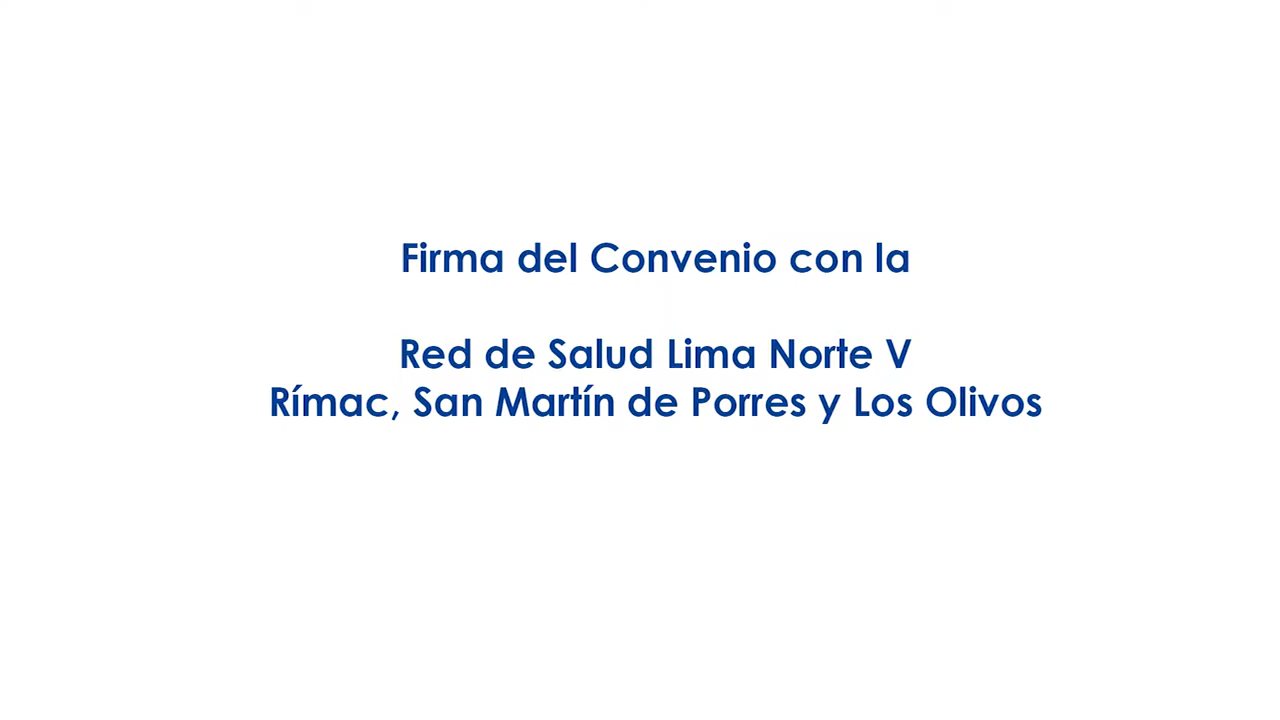 Firma del Convenio con la
Red de Salud Lima Norte V
Rímac, San Martín de Porres y Los Olivos